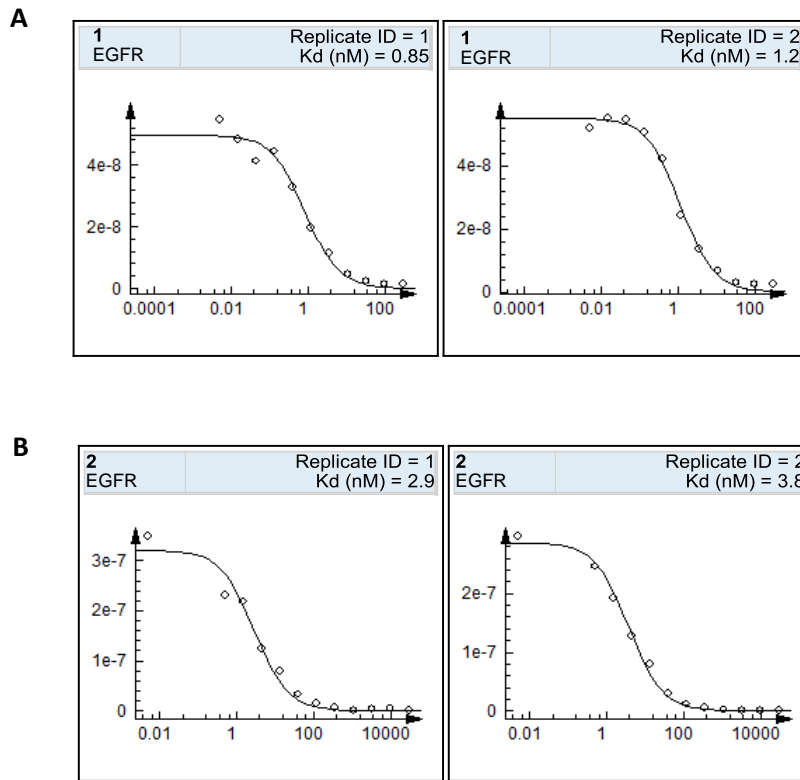 A
1
EGFR
Replicate ID = 1
Kd (nM) = 0.85
4e-8
2e-8
0
0.0001 0.01 1 100
1
EGFR
Replicate ID = 2
Kd (nM) = 1.2
4e-8
2e-8
0
0.0001 0.01 1 100
B
2
EGFR
Replicate ID = 1
Kd (nM) = 2.9
3e-7
2e-7
1e-7
0
0.01 1 100 10000
2
EGFR
Replicate ID = 2
Kd (nM) = 3.8
2e-7
1e-7
0
0.01 1 100 10000